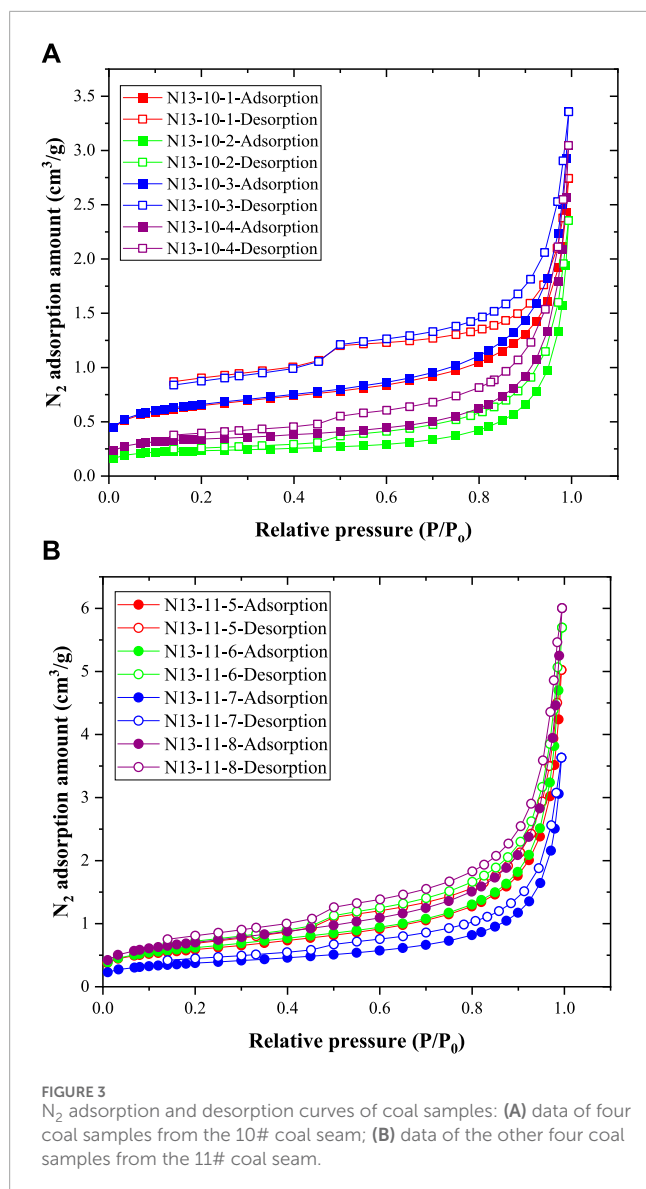 A
N13-10-1-Adsorption
N13-10-1-Desorption
N13-10-2-Adsorption
N13-10-2-Desorption
N13-10-3-Adsorption
N13-10-3-Desorption
N13-10-4-Adsorption
N13-10-4-Desorption
N₂ adsorption amount (cm³/g)
3.5
3.0
2.5
2.0
1.5
1.0
0.5
0.0
0.0 0.2 0.4 0.6 0.8 1.0
Relative pressure (P/Pₒ)
B
N13-11-5-Adsorption
N13-11-5-Desorption
N13-11-6-Adsorption
N13-11-6-Desorption
N13-11-7-Adsorption
N13-11-7-Desorption
N13-11-8-Adsorption
N13-11-8-Desorption
N₂ adsorption amount (cm³/g)
6
5
4
3
2
1
0
0.0 0.2 0.4 0.6 0.8 1.0
Relative pressure (P/P₀)
FIGURE 3
N₂ adsorption and desorption curves of coal samples: (A) data of four
coal samples from the 10# coal seam; (B) data of the other four coal
samples from the 11# coal seam.